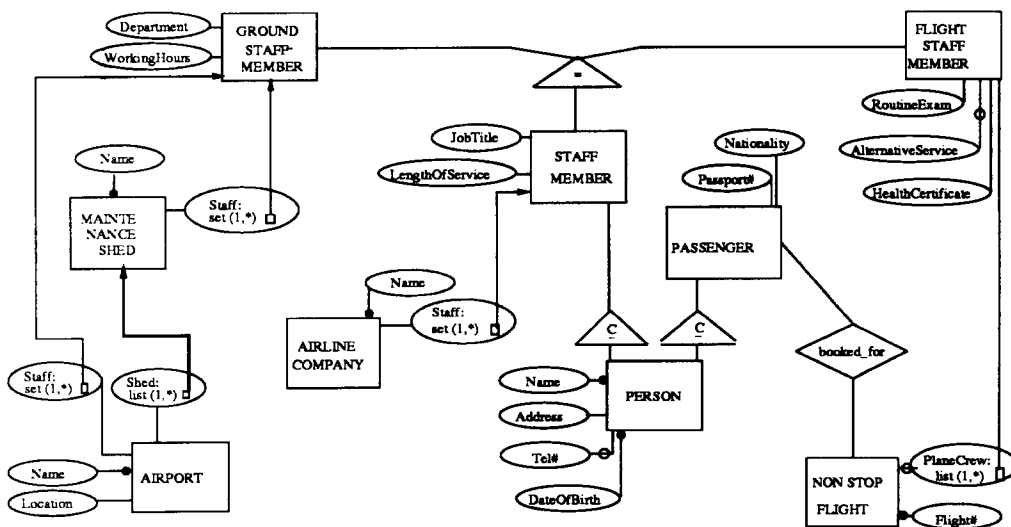 Department
GROUND
STAFF-
MEMBER
WorkingHours
FLIGHT
STAFF
MEMBER
=
RoutineExam
AlternativeService
HealthCertificate
JobTitle
LengthOfService
STAFF
MEMBER
Nationality
Passport#
PASSENGER
Name
MAINTE
NANCE
SHED
Staff:
set (1,*)
Name
AIRLINE
COMPANY
Staff:
set (1,*)
C
C
booked_for
Name
Address
Tel#
DateOfBirth
PERSON
Staff:
set (1,*)
Shed:
list (1,*)
Name
Location
AIRPORT
NON STOP
FLIGHT
PlaneCrew:
list (1,*)
Flight#